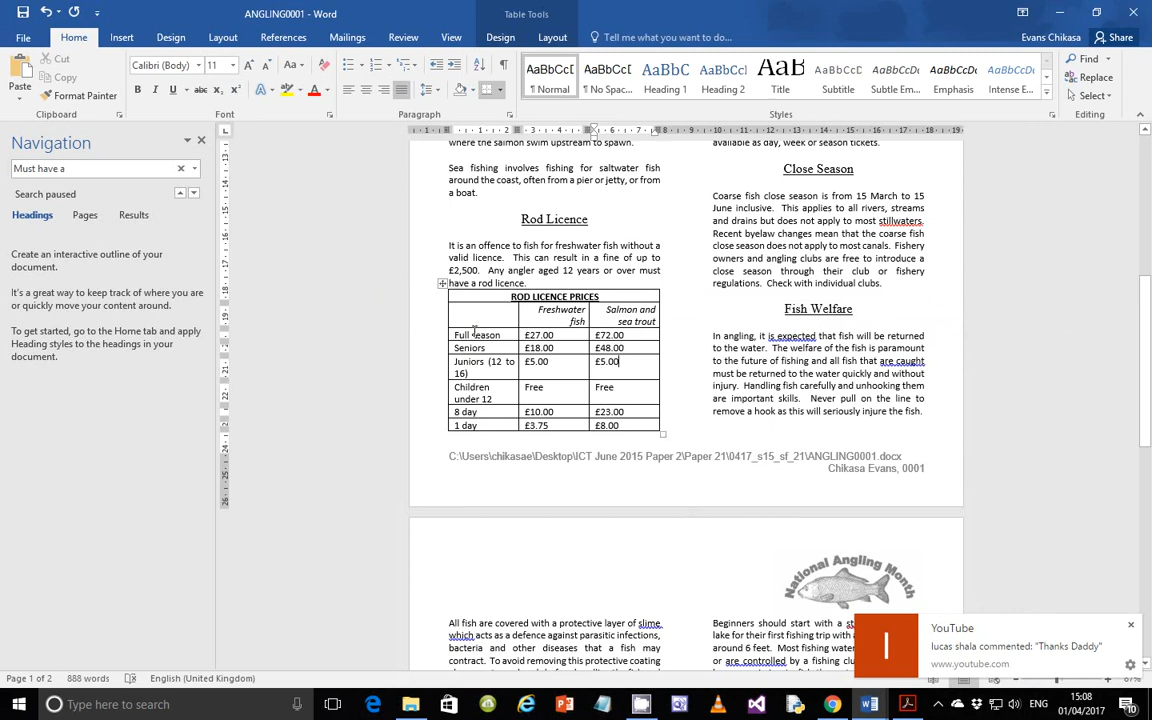 ANGLING0001 - Word
Table Tools
File
Home
Insert
Design
Layout
References
Mailings
Review
View
Design
Layout
Tell me what you want to do...
Evans Chikasa
Share
Paste
Cut
Copy
Format Painter
Clipboard
Calibri (Body)
11
Font
Paragraph
AaBbCcD
¶ Normal
AaBbCcD
¶ No Spac...
AaBbC
Heading 1
AaBbCc
Heading 2
AaB
Title
AaBbCcD
Subtitle
AaBbCcDc
Subtle Em...
AaBbCcDc
Emphasis
AaBbCcDc
Intense E...
Styles
Find
Replace
Select
Editing
Navigation
Must have a
Search paused
Headings
Pages
Results
Create an interactive outline of your
document.
It's a great way to keep track of where you are
or quickly move your content around.
To get started, go to the Home tab and apply
Heading styles to the headings in your
document.
where the salmon swim upstream to spawn.
Sea fishing involves fishing for saltwater fish
around the coast, often from a pier or jetty, or from
a boat.
Rod Licence
It is an offence to fish for freshwater fish without a
valid licence. This can result in a fine of up to
£2,500. Any angler aged 12 years or over must
have a rod licence.
ROD LICENCE PRICES
Freshwater fish
Salmon and sea trout
Full season £27.00 £72.00
Seniors £18.00 £48.00
Juniors (12 to 16) £5.00 £5.00
Children under 12 Free Free
8 day £10.00 £23.00
1 day £3.75 £8.00
available as day, week or season tickets.
Close Season
Coarse fish close season is from 15 March to 15
June inclusive. This applies to all rivers, streams
and drains but does not apply to most stillwaters.
Recent byelaw changes mean that the coarse fish
close season does not apply to most canals. Fishery
owners and angling clubs are free to introduce a
close season through their club or fishery
regulations. Check with individual clubs.
Fish Welfare
In angling, it is expected that fish will be returned
to the water. The welfare of the fish is paramount
to the future of fishing and all fish that are caught
must be returned to the water quickly and without
injury. Handling fish carefully and unhooking them
are important skills. Never pull on the line to
remove a hook as this will seriously injure the fish.
C:\Users\chikasae\Desktop\ICT June 2015 Paper 2\Paper 21\0417_s15_sf_21\ANGLING0001.docx
Chikasa Evans, 0001
National Angling Month
All fish are covered with a protective layer of slime
which acts as a defence against parasitic infections,
bacteria and other diseases that a fish may
contract. To avoid removing this protective coating
Beginners should start with a
lake for their first fishing trip with
around 6 feet. Most fishing
or are controlled by a fishing
YouTube
lucas shala commented: "Thanks Daddy"
www.youtube.com
Page 1 of 2
888 words
English (United Kingdom)
87%
Type here to search
ENG
15:08
01/04/2017
10